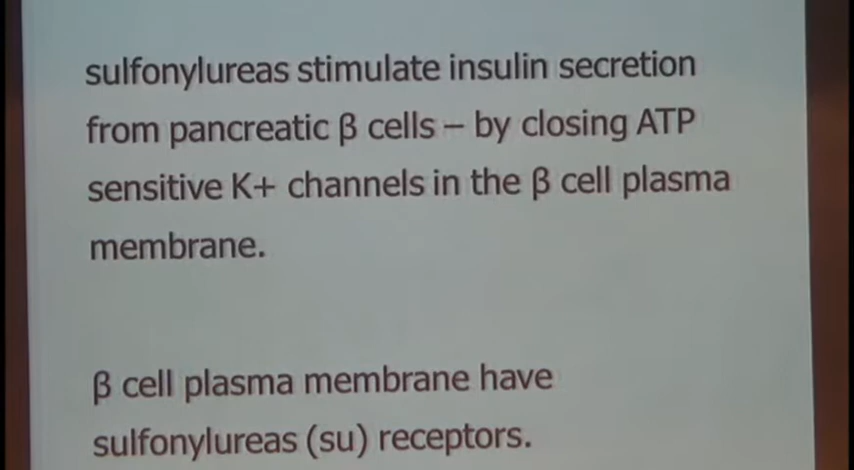 sulfonylureas stimulate insulin secretion
from pancreatic β cells – by closing ATP
sensitive K+ channels in the β cell plasma
membrane.
β cell plasma membrane have
sulfonylureas (su) receptors.